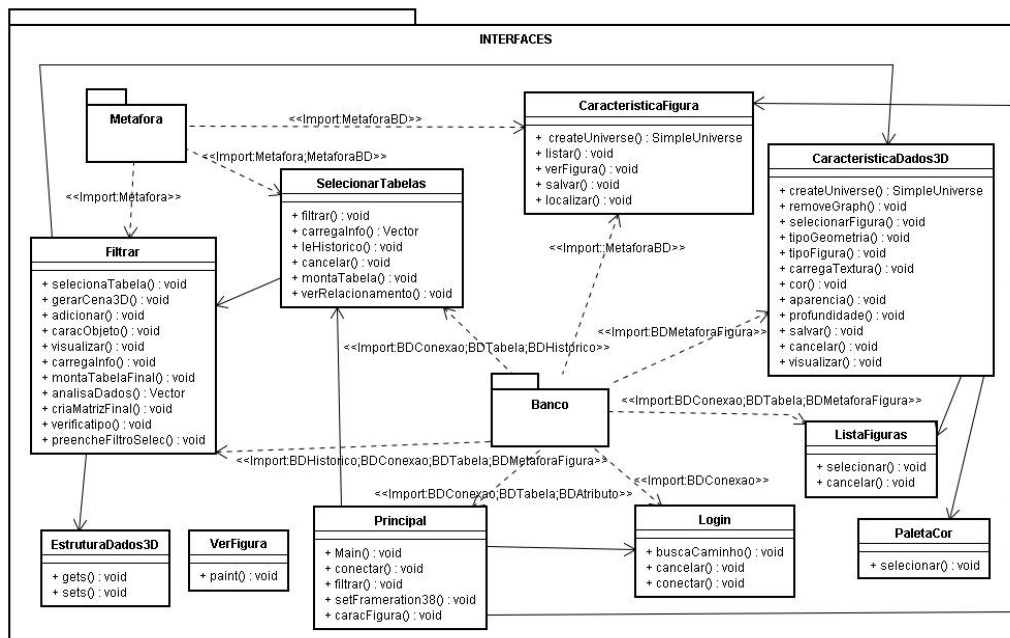 INTERFACES
Metafora
<<Import:MetaforaBD>>
<<Import:Metafora;MetaforaBD>>
<<Import:Metafora>>
CaracteristicaFigura
+ createUniverse() : SimpleUniverse
+ listar() : void
+ verFigura() : void
+ salvar() : void
+ localizar() : void
CaracteristicaDados3D
+ createUniverse() : SimpleUniverse
+ removeGraph() : void
+ selecionarFigura() : void
+ tipoGeometria() : void
+ tipoFigura() : void
+ carregaTextura() : void
+ cor() : void
+ aparencia() : void
+ profundidade() : void
+ salvar() : void
+ cancelar() : void
+ visualizar() : void
SelecionarTabelas
+ filtrar() : void
+ carregaInfo() : Vector
+ leHistorico() : void
+ cancelar() : void
+ montaTabela() : void
+ verRelacionamento() : void
Filtrar
+ selecionaTabela() : void
+ gerarCena3D() : void
+ adicionar() : void
+ caracObjeto() : void
+ visualizar() : void
+ carregaInfo() : void
+ montaTabelaFinal() : void
+ analisaDados() : Vector
+ criaMatrizFinal() : void
+ verificatipo() : void
+ preencheFiltroSelec() : void
<<Import:MetaforaBD>>
<<Import:BDMetaforaFigura>>
<<Import:BDConexao;BDTabela;BDHistorico>>
Banco
<<Import:BDConexao;BDTabela;BDMetaforaFigura>>
<<Import:BDHistorico;BDConexao;BDTabela;BDMetaforaFigura>>
<<Import:BDConexao>>
<<Import:BDConexao;BDTabela;BDAtributo>>
ListaFiguras
+ selecionar() : void
+ cancelar() : void
EstruturaDados3D
+ gets() : void
+ sets() : void
VerFigura
+ paint() : void
Principal
+ Main() : void
+ conectar() : void
+ filtrar() : void
+ setFrameration38() : void
+ caracFigura() : void
Login
+ buscaCaminho() : void
+ cancelar() : void
+ conectar() : void
PaletaCor
+ selecionar() : void